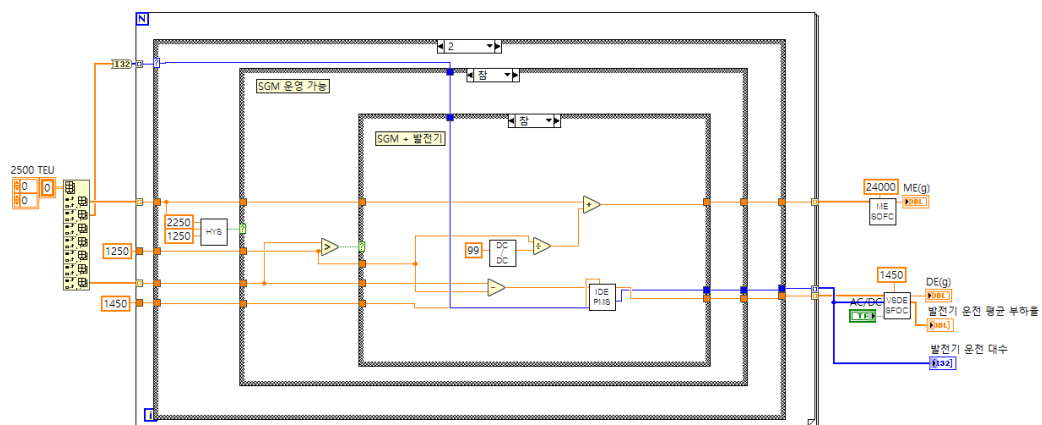 N
2
I32
참
SGM 운영 가능
참
SGM + 발전기
2500 TEU
0
0
0
24000
ME(g)
ME
SOFC
DBL
2250
1250
HYS
+
>
1250
99
DC
/
DC
÷
-
IDE
PMS
1450
1450
DE(g)
DBL
AC/DC
TF
VSDE
SFOC
발전기 운전 평균 부하률
DBL
발전기 운전 대수
I32
i